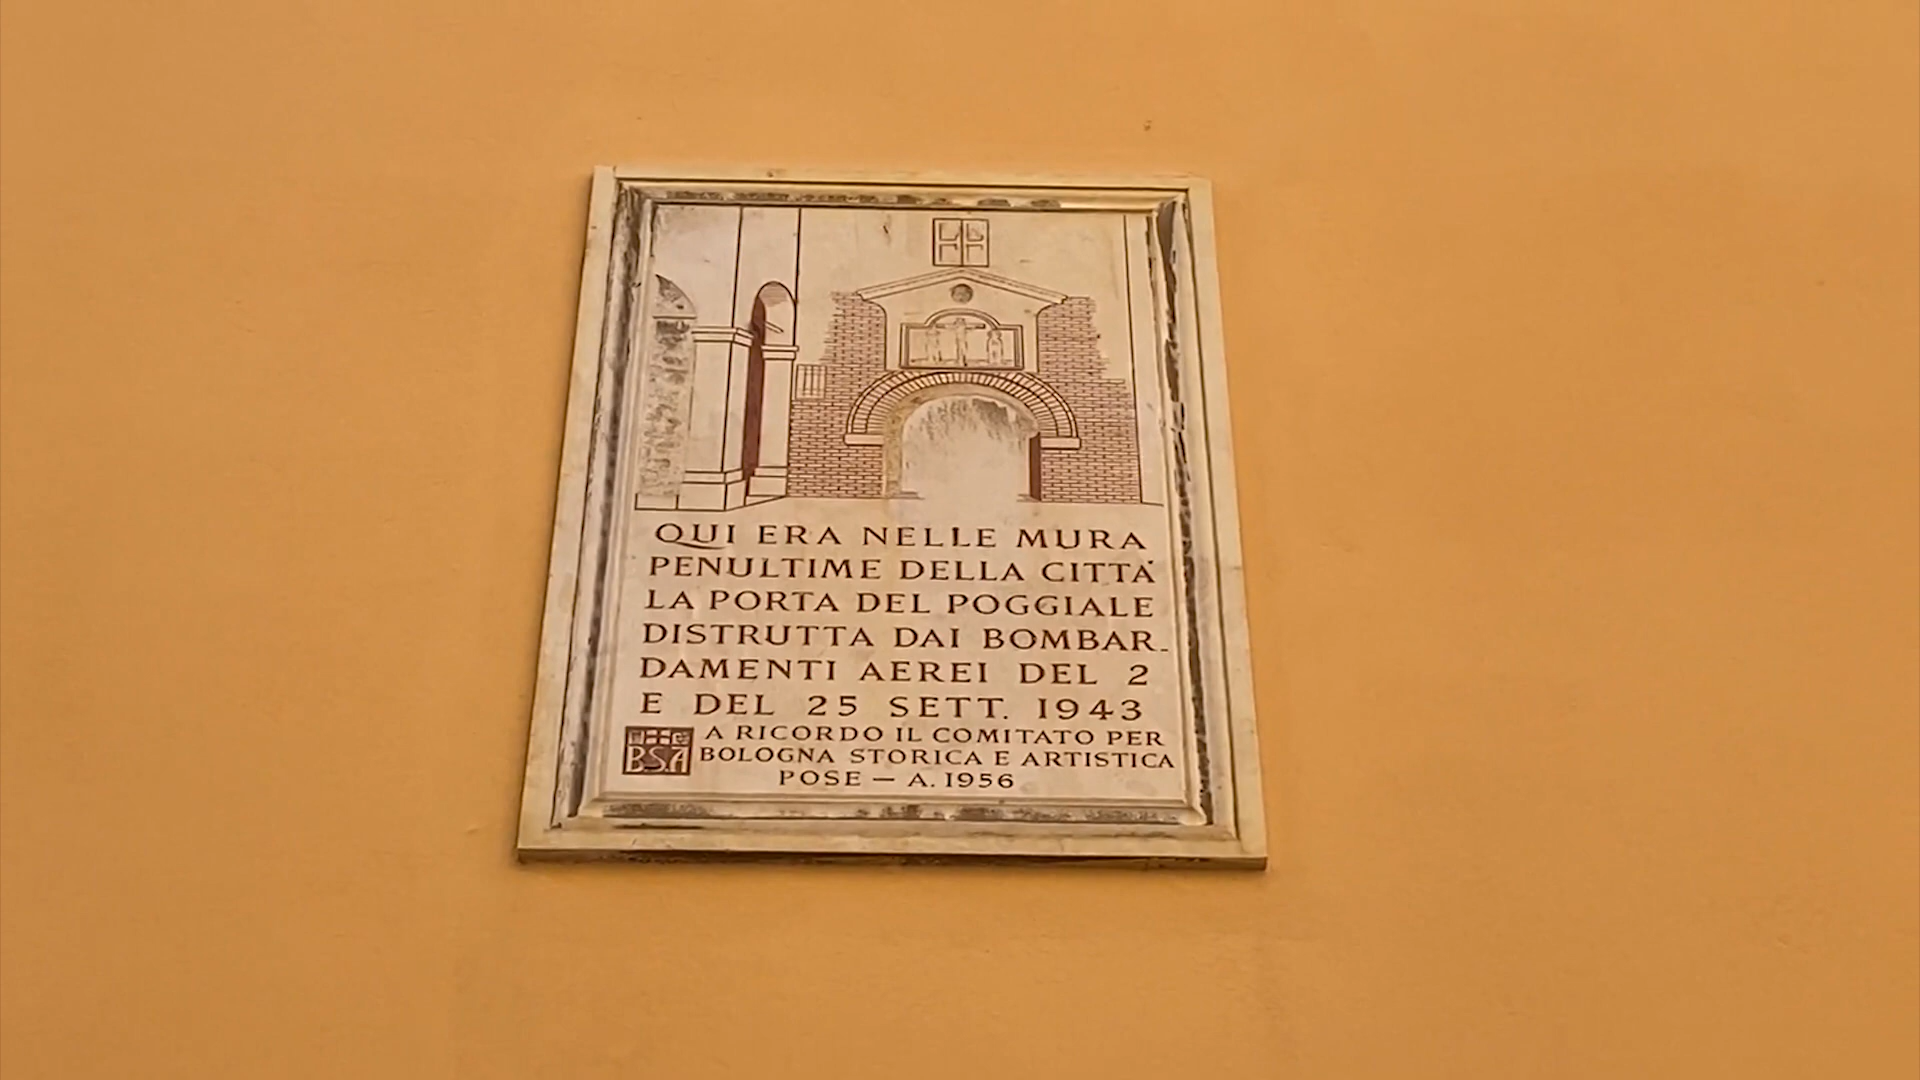 QUI ERA NELLE MURA
PENULTIME DELLA CITTÀ
LA PORTA DEL POGGIALE
DISTRUTTA DAI BOMBAR-
DAMENTI AEREI DEL 2
E DEL 25 SETT. 1943
A RICORDO IL COMITATO PER
BOLOGNA STORICA E ARTISTICA
POSE — A. 1956
B.S.A